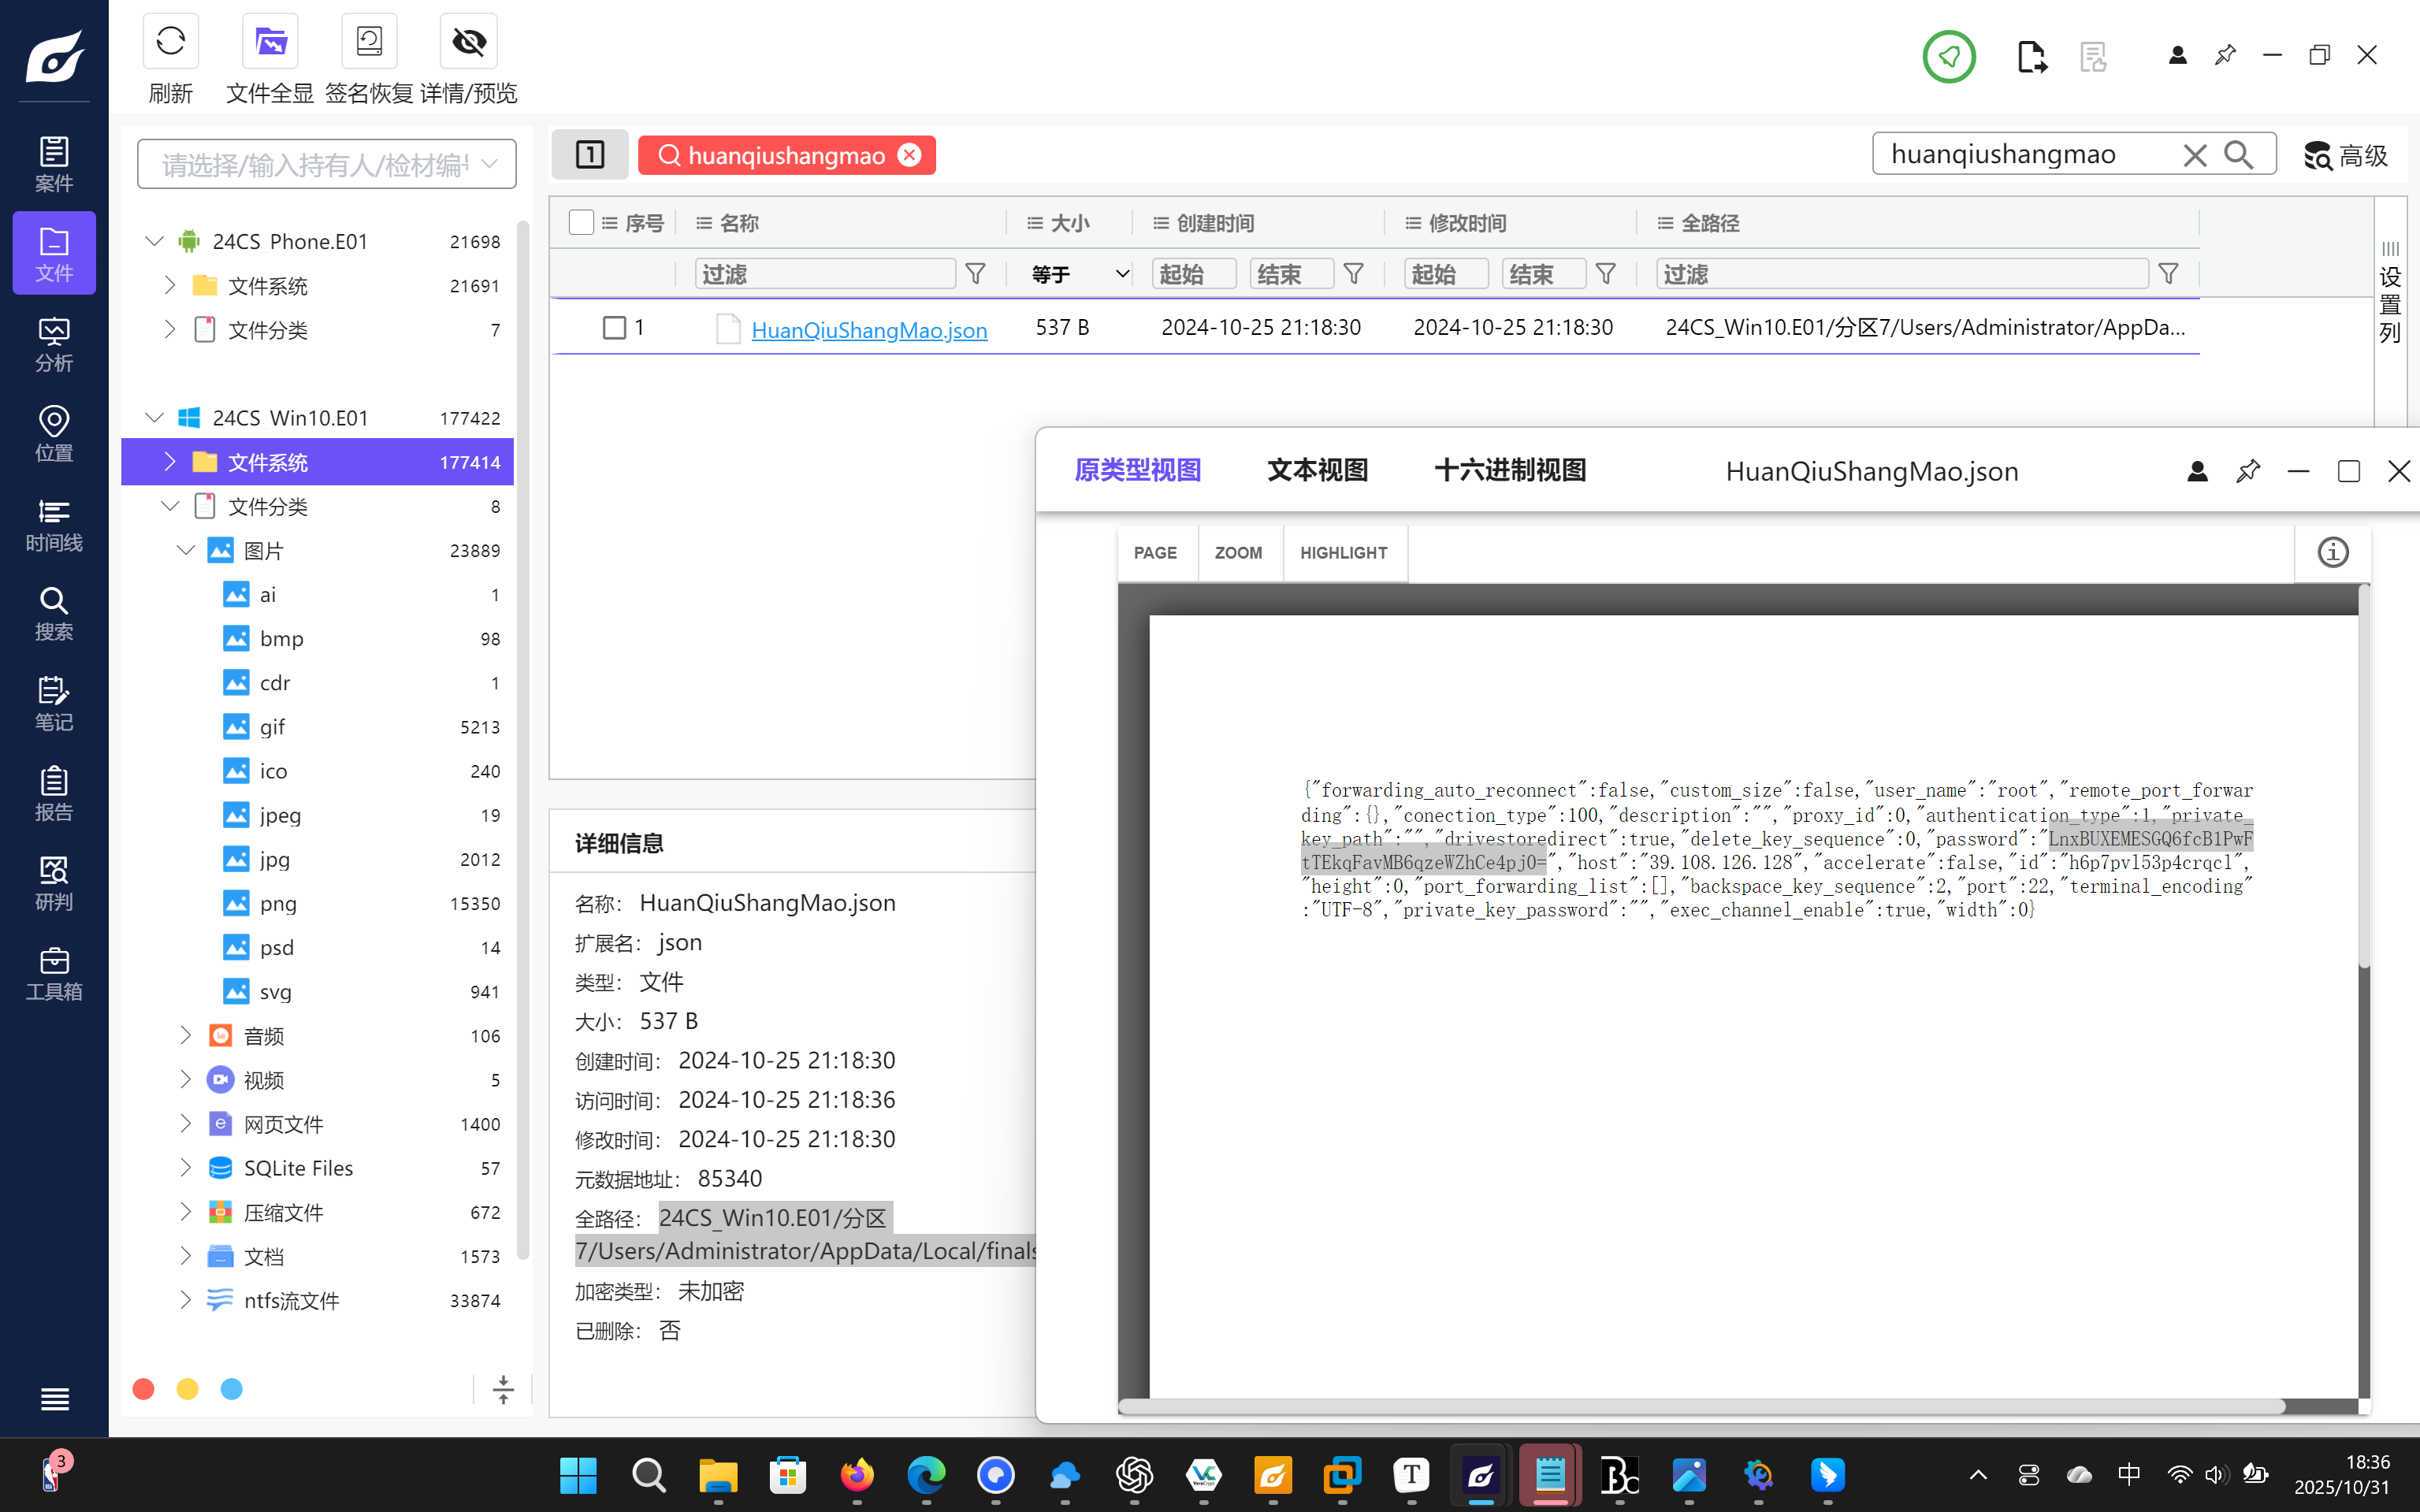 刷新
文件全显
签名恢复
详情/预览
案件
文件
分析
位置
时间线
搜索
笔记
报告
研判
工具箱
请选择/输入持有人/检材编号
24CS_Phone.E01 21698
文件系统 21691
文件分类 7
24CS_Win10.E01 177422
文件系统 177414
文件分类 8
图片 23889
ai 1
bmp 98
cdr 1
gif 5213
ico 240
jpeg 19
jpg 2012
png 15350
psd 14
svg 941
音频 106
视频 5
网页文件 1400
SQLite Files 57
压缩文件 672
文档 1573
ntfs流文件 33874
1
huanqiushangmao
huanqiushangmao
高级
序号 名称 大小 创建时间 修改时间 全路径
过滤 等于 起始 结束 起始 结束 过滤
1 HuanQiuShangMao.json 537 B 2024-10-25 21:18:30 2024-10-25 21:18:30 24CS_Win10.E01/分区7/Users/Administrator/AppDa...
设置列
详细信息
名称： HuanQiuShangMao.json
扩展名： json
类型： 文件
大小： 537 B
创建时间： 2024-10-25 21:18:30
访问时间： 2024-10-25 21:18:36
修改时间： 2024-10-25 21:18:30
元数据地址： 85340
全路径： 24CS_Win10.E01/分区
7/Users/Administrator/AppData/Local/finals
加密类型： 未加密
已删除： 否
原类型视图 文本视图 十六进制视图 HuanQiuShangMao.json
PAGE ZOOM HIGHLIGHT
{"forwarding_auto_reconnect":false,"custom_size":false,"user_name":"root","remote_port_forwar
ding":{},"conection_type":100,"description":"","proxy_id":0,"authentication_type":1,"private_
key_path":"","drivestoredirect":true,"delete_key_sequence":0,"password":"LnxBUXEMESGQ6fcB1PwF
tTEkqFavMB6qzeWZhCe4pj0=","host":"39.108.126.128","accelerate":false,"id":"h6p7pvl53p4crqcl",
"height":0,"port_forwarding_list":[],"backspace_key_sequence":2,"port":22,"terminal_encoding"
:"UTF-8","private_key_password":"","exec_channel_enable":true,"width":0}
3
中
18:36
2025/10/31